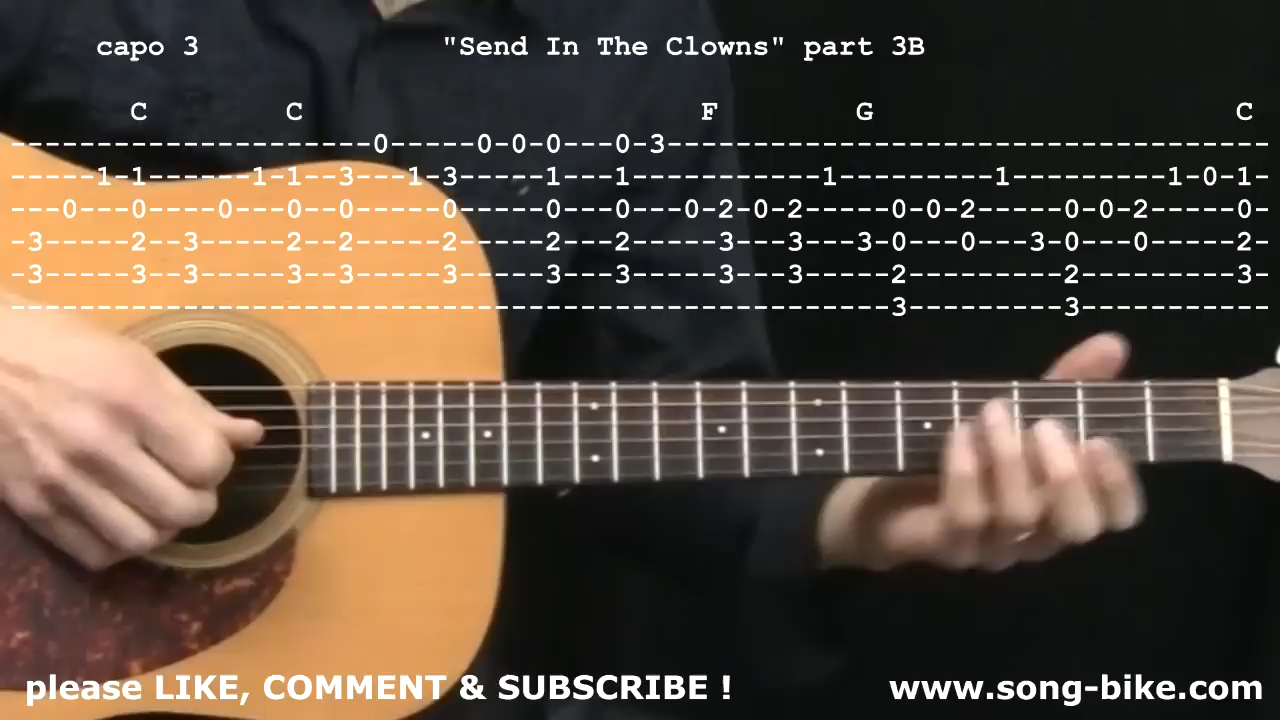 capo 3 "Send In The Clowns" part 3B
C C F G C
---------------------0-----0-0-0---0-3-----------------------------------
-----1-1------1-1--3---1-3-----1---1-----------1---------1---------1-0-1-
---0---0----0---0--0-----0-----0---0---0-2-0-2-----0-0-2-----0-0-2-----0-
-3-----2--3-----2--2-----2-----2---2-----3---3---3-0---0---3-0---0-----2-
-3-----3--3-----3--3-----3-----3---3-----3---3-----2---------2---------3-
---------------------------------------------------3---------3-----------
please LIKE, COMMENT & SUBSCRIBE ! www.song-bike.com